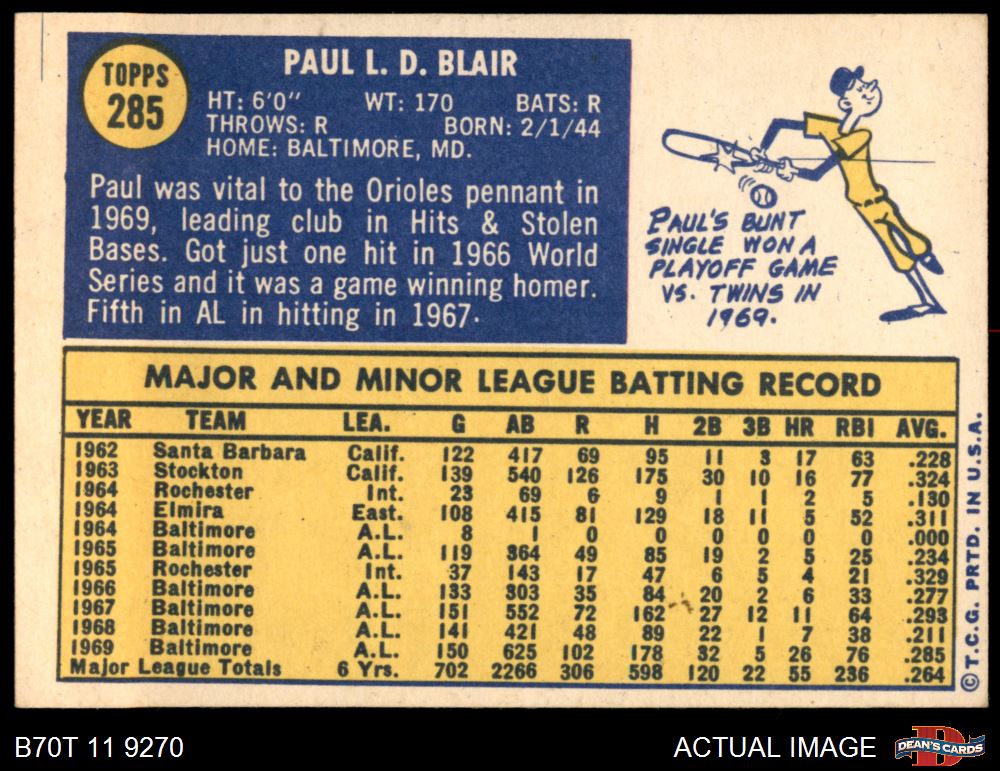 TOPPS
285
PAUL L. D. BLAIR
HT: 6'0" WT: 170 BATS: R
THROWS: R BORN: 2/1/44
HOME: BALTIMORE, MD.
Paul was vital to the Orioles pennant in
1969, leading club in Hits & Stolen
Bases. Got just one hit in 1966 World
Series and it was a game winning homer.
Fifth in AL in hitting in 1967.
PAUL'S BUNT
SINGLE WON A
PLAYOFF GAME
VS. TWINS IN
1969.
MAJOR AND MINOR LEAGUE BATTING RECORD
YEAR TEAM LEA. G AB R H 2B 3B HR RBI AVG.
1962 Santa Barbara Calif. 122 417 69 95 11 3 17 63 .228
1963 Stockton Calif. 139 540 126 175 30 10 16 77 .324
1964 Rochester Int. 23 69 6 9 1 1 2 5 .130
1964 Elmira East. 108 415 81 129 18 11 5 52 .311
1964 Baltimore A.L. 8 1 0 0 0 0 0 0 .000
1965 Baltimore A.L. 119 364 49 85 19 2 5 25 .234
1965 Rochester Int. 37 143 17 47 6 5 4 21 .329
1966 Baltimore A.L. 133 303 35 84 20 2 6 33 .277
1967 Baltimore A.L. 151 552 72 162 27 12 11 64 .293
1968 Baltimore A.L. 141 421 48 89 22 1 7 38 .211
1969 Baltimore A.L. 150 625 102 178 32 5 26 76 .285
Major League Totals 6 Yrs. 702 2266 306 598 120 22 55 236 .264
© T.C.G. PRTD. IN U.S.A.
B70T 11 9270
ACTUAL IMAGE
D
DEAN'S CARDS